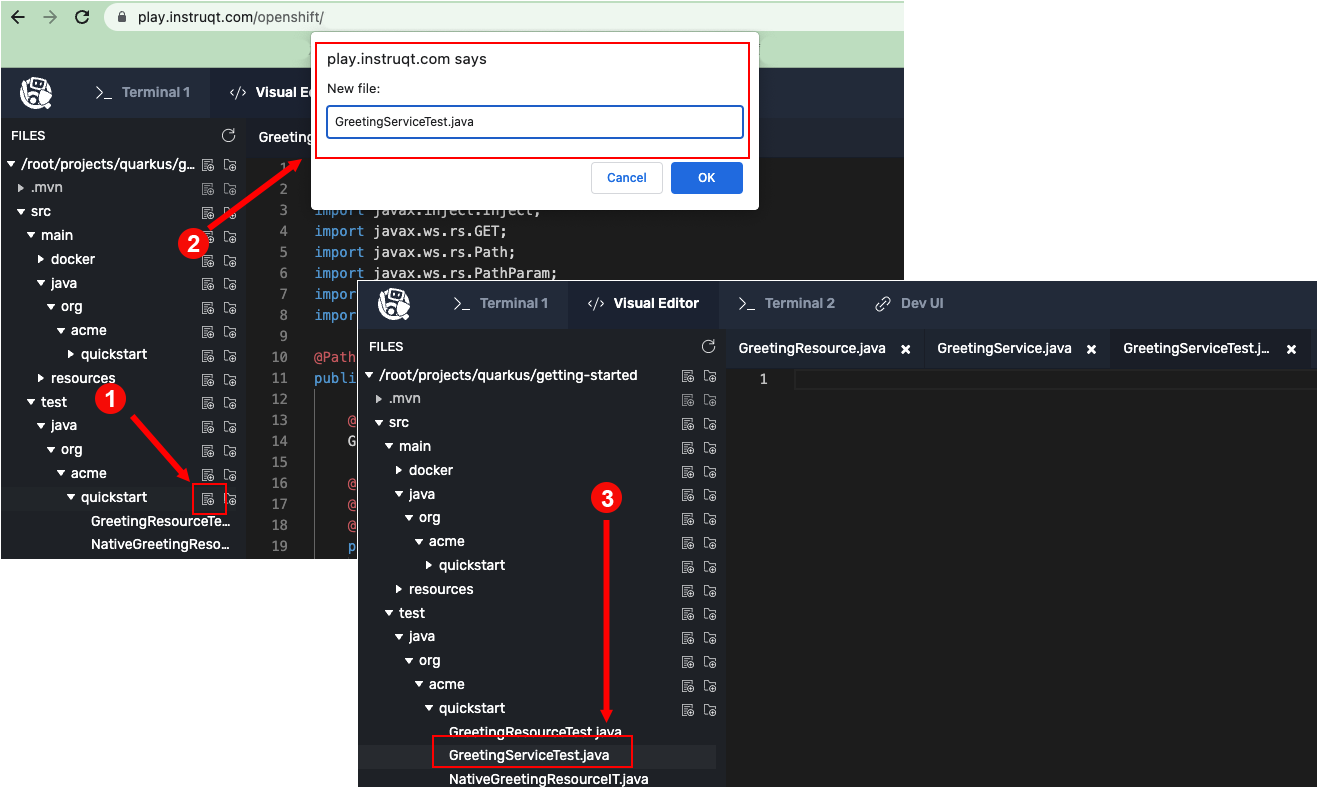 play.instruqt.com/openshift/
play.instruqt.com says
New file:
GreetingServiceTest.java
Cancel
OK
>_ Terminal 1
</> Visual E
FILES
Greeting
/root/projects/quarkus/g...
.mvn
src
main
docker
java
org
acme
quickstart
resources
test
java
org
acme
quickstart
GreetingResourceTe...
NativeGreetingReso...
1
2
3 import javax.inject.Inject;
4 import javax.ws.rs.GET;
5 import javax.ws.rs.Path;
6 import javax.ws.rs.PathParam;
7 impor
8 impor
9
10 @Path
11 publi
12
13 @
14 G
15
16 @
17 @
18 @
19 p
1
2
3
>_ Terminal 1
</> Visual Editor
>_ Terminal 2
Dev UI
FILES
GreetingResource.java ×
GreetingService.java ×
GreetingServiceTest.j... ×
1
/root/projects/quarkus/getting-started
.mvn
src
main
docker
java
org
acme
quickstart
resources
test
java
org
acme
quickstart
GreetingResourceTest.java
GreetingServiceTest.java
NativeGreetingResourceIT.java